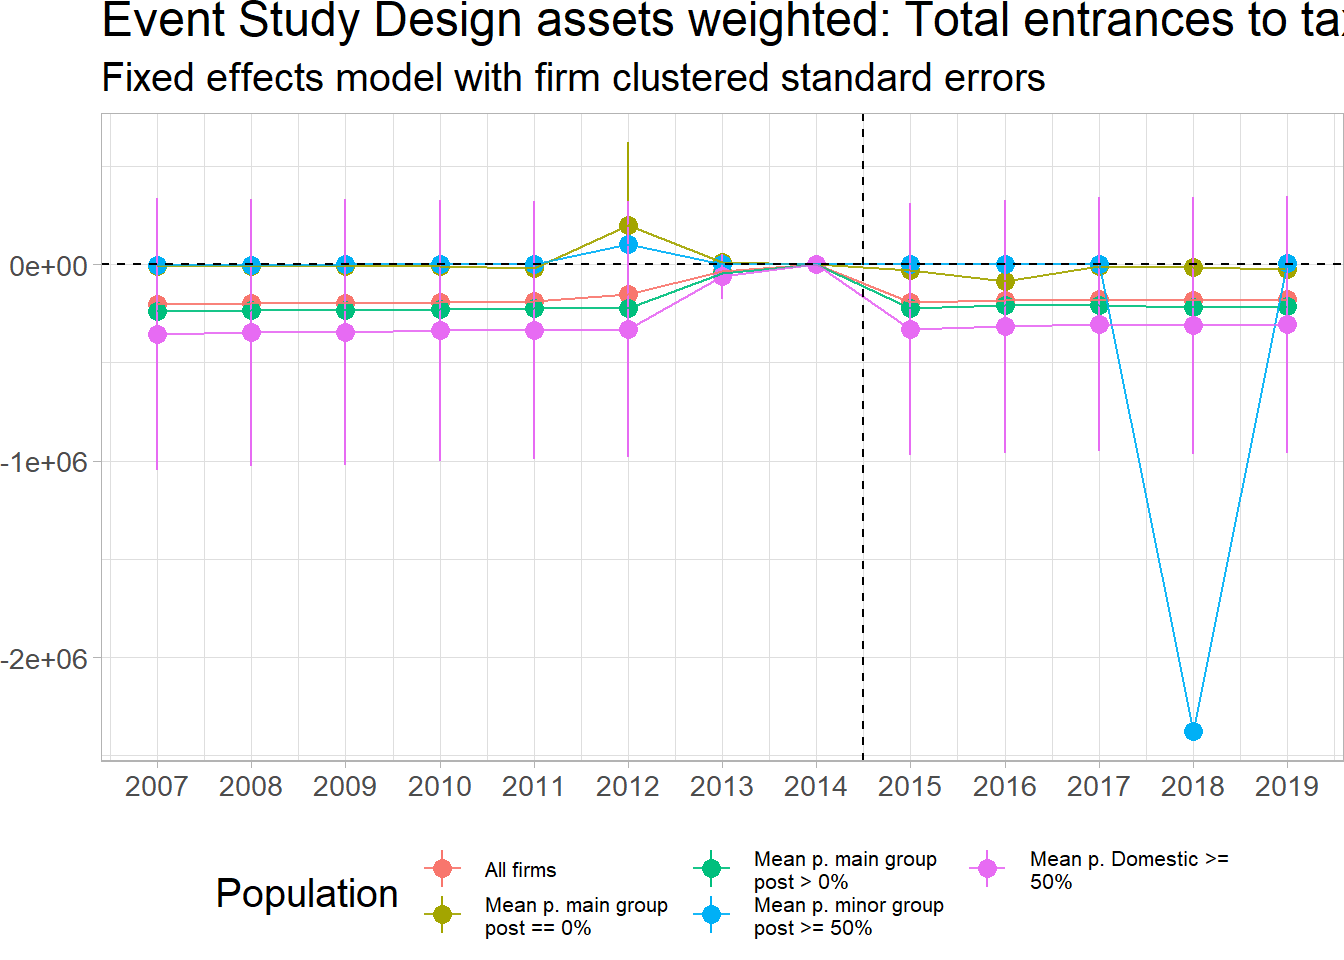 Event Study Design assets weighted: Total entrances to tax
Fixed effects model with firm clustered standard errors
0e+00
-1e+06
-2e+06
2007 2008 2009 2010 2011 2012 2013 2014 2015 2016 2017 2018 2019
Population
All firms
Mean p. main group
post == 0%
Mean p. main group
post > 0%
Mean p. minor group
post >= 50%
Mean p. Domestic >=
50%